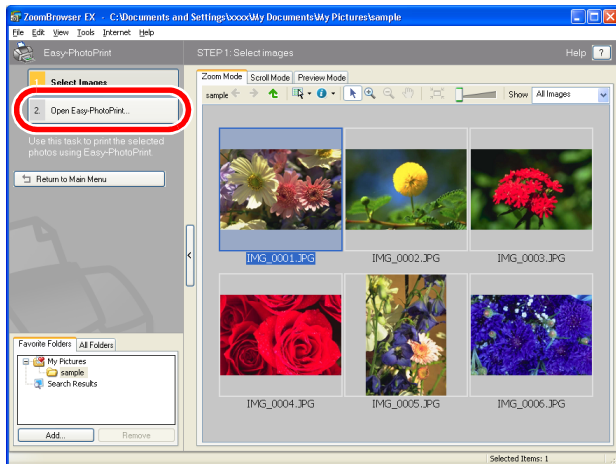 ZoomBrowser EX - C:\Documents and Settings\xxxx\My Documents\My Pictures\sample
File Edit View Tools Internet Help
Easy-PhotoPrint
STEP 1: Select images
Help ?
1. Select Images
2. Open Easy-PhotoPrint...
Use this task to print the selected
photos using Easy-PhotoPrint
Return to Main Menu
Zoom Mode Scroll Mode Preview Mode
sample
Show All Images
IMG_0001.JPG IMG_0002.JPG IMG_0003.JPG
IMG_0004.JPG IMG_0005.JPG IMG_0006.JPG
Favorite Folders All Folders
My Pictures
sample
Search Results
Add... Remove
Selected Items: 1